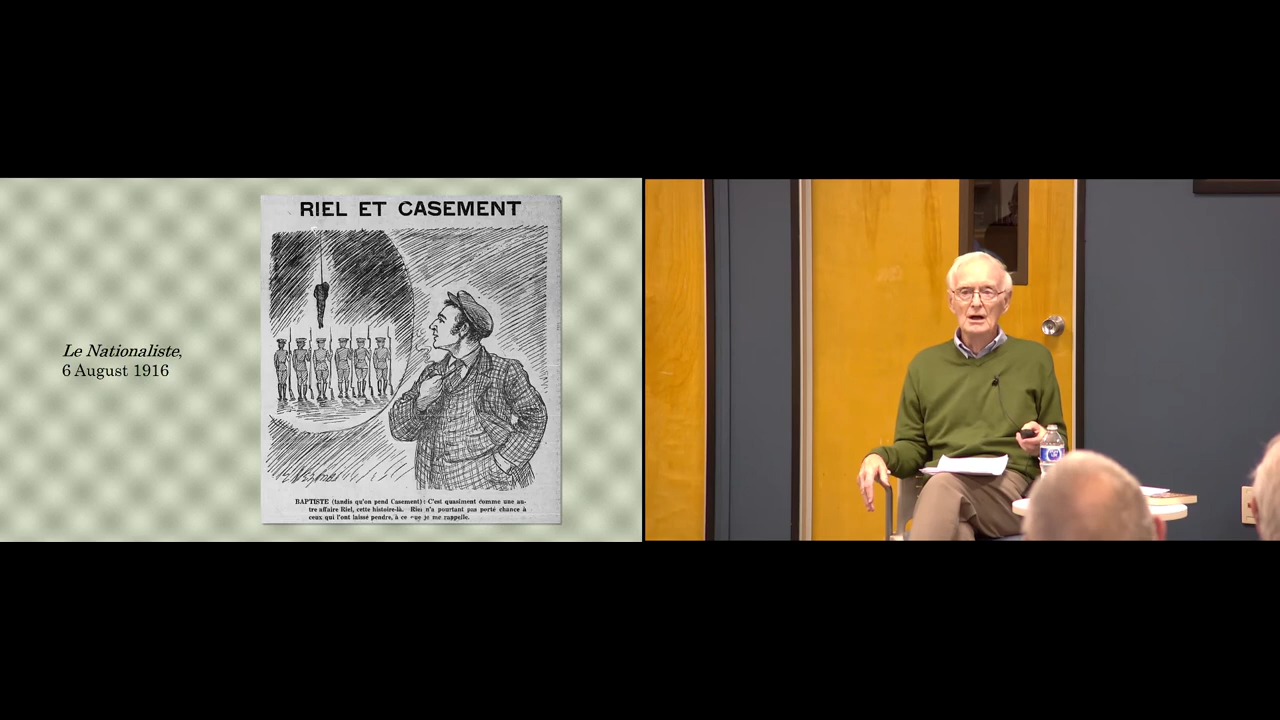 RIEL ET CASEMENT
Le Nationaliste,
6 August 1916
BAPTISTE (tandis qu'on pend Casement): C'est quasiment comme une au-
tre affaire Riel, cette histoire-là. Riel n'a pourtant pas porté chance à
ceux qui l'ont laissé pendre, à ce que je me rappelle.